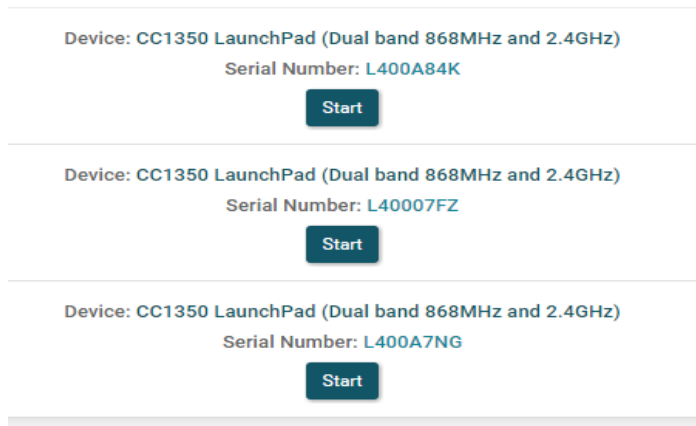 Device: CC1350 LaunchPad (Dual band 868MHz and 2.4GHz)
Serial Number: L400A84K
Start
Device: CC1350 LaunchPad (Dual band 868MHz and 2.4GHz)
Serial Number: L40007FZ
Start
Device: CC1350 LaunchPad (Dual band 868MHz and 2.4GHz)
Serial Number: L400A7NG
Start